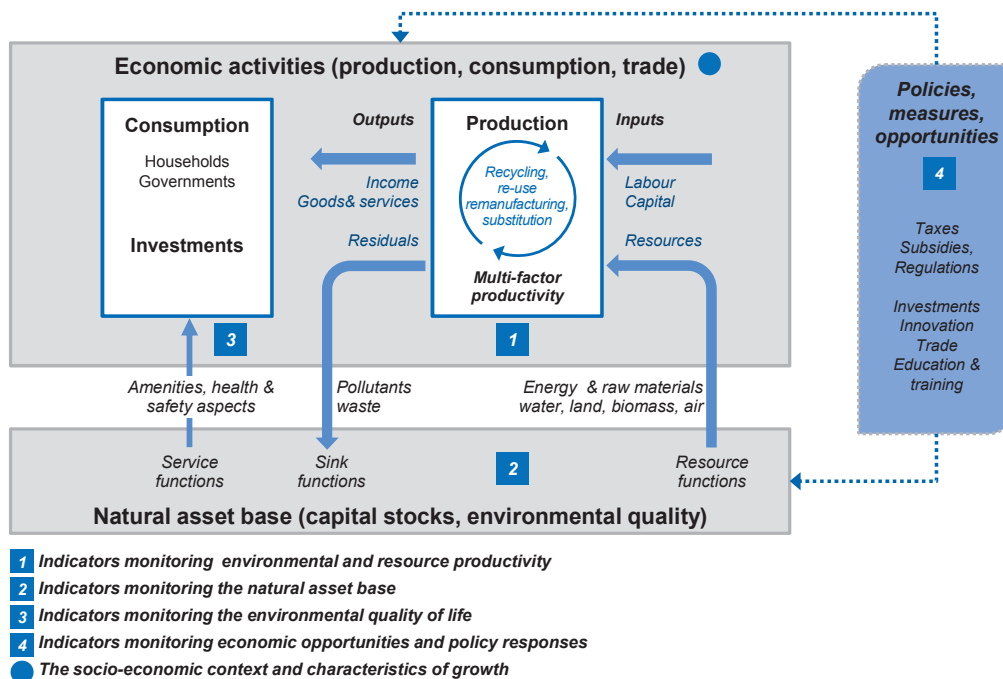 Economic activities (production, consumption, trade)
Consumption
Households
Governments
Investments
3
Outputs
Income
Goods& services
Residuals
Production
Recycling,
re-use
remanufacturing,
substitution
Multi-factor
productivity
1
Inputs
Labour
Capital
Resources
Policies,
measures,
opportunities
4
Taxes
Subsidies,
Regulations
Investments
Innovation
Trade
Education &
training
Amenities, health &
safety aspects
Pollutants
waste
Energy & raw materials
water, land, biomass, air
Service
functions
Sink
functions
2
Resource
functions
Natural asset base (capital stocks, environmental quality)
1 Indicators monitoring environmental and resource productivity
2 Indicators monitoring the natural asset base
3 Indicators monitoring the environmental quality of life
4 Indicators monitoring economic opportunities and policy responses
The socio-economic context and characteristics of growth